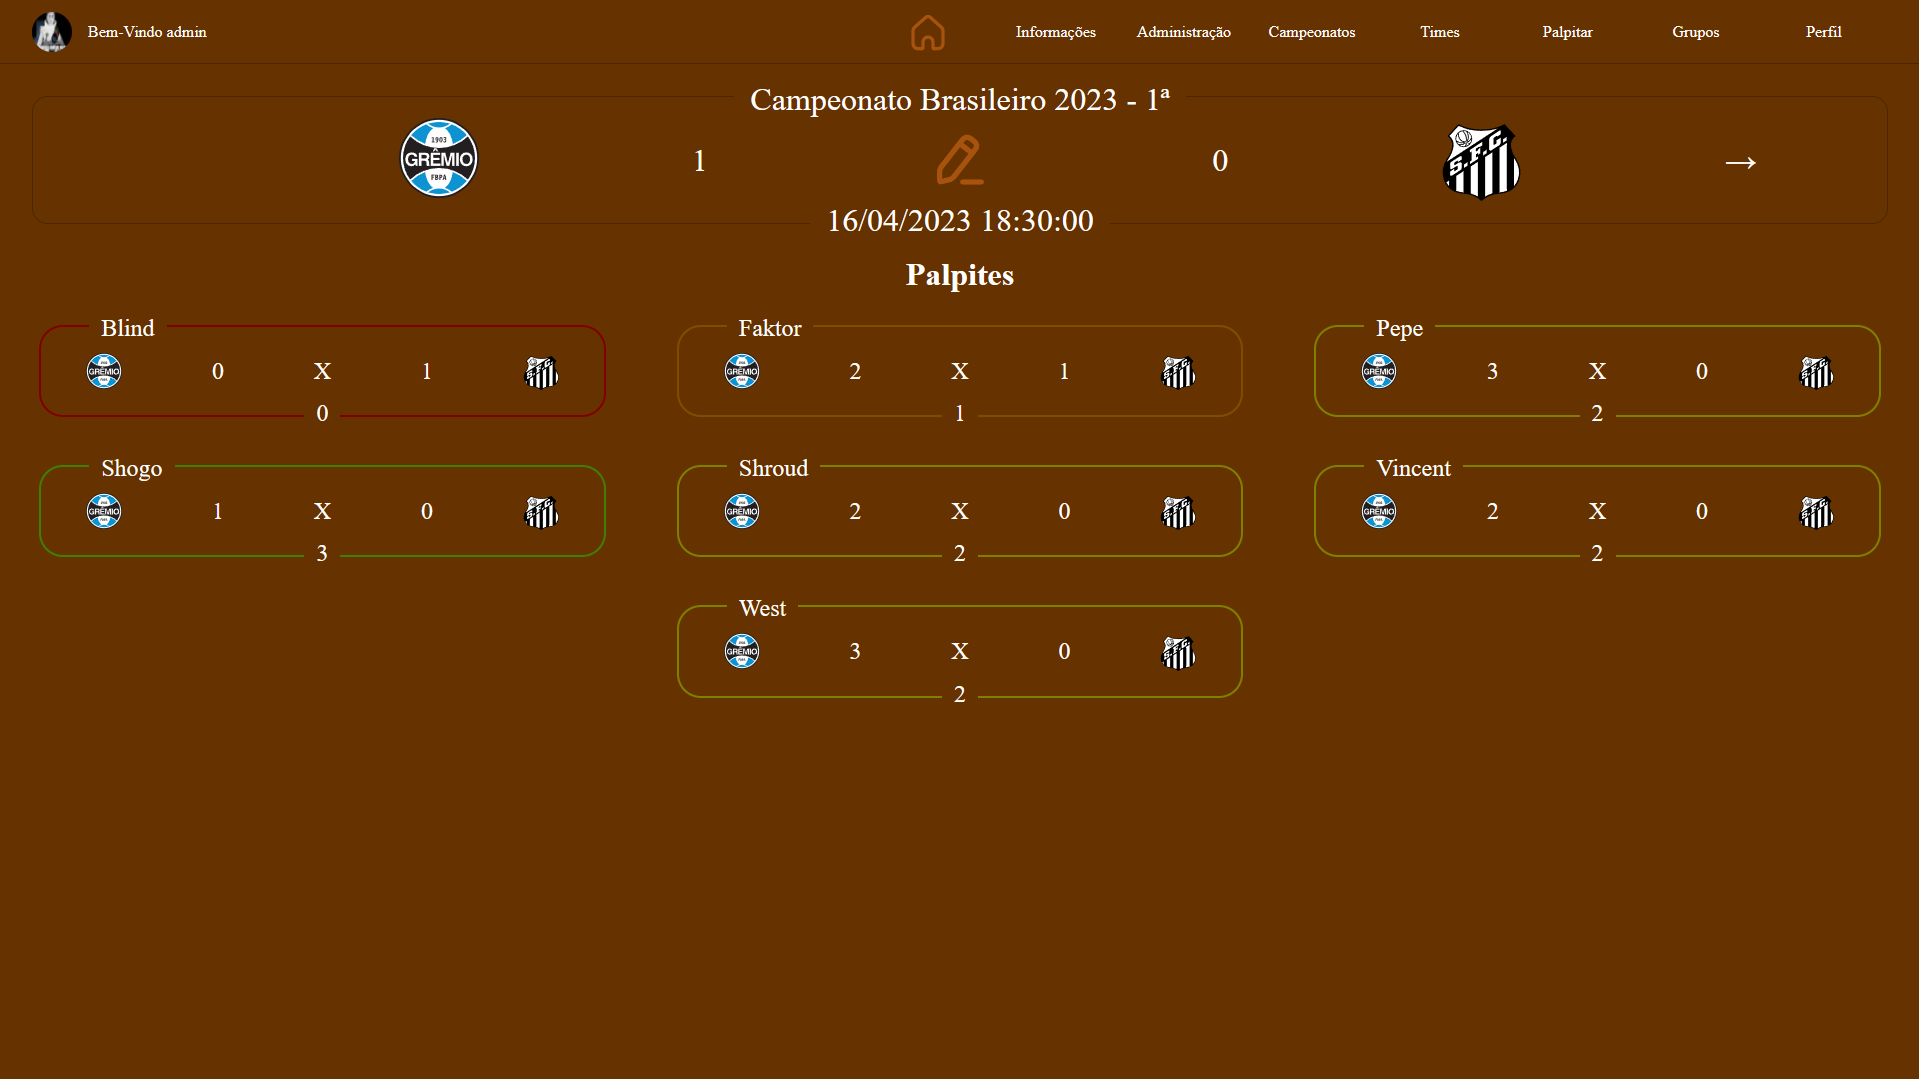 Bem-Vindo admin
Informações Administração Campeonatos Times Palpitar Grupos Perfil
Campeonato Brasileiro 2023 - 1ª
1903
GRÊMIO
FBPA
1
0
S.F.C.
→
16/04/2023 18:30:00
Palpites
Blind
GRÊMIO 0 X 1
0
Faktor
GRÊMIO 2 X 1
1
Pepe
GRÊMIO 3 X 0
2
Shogo
GRÊMIO 1 X 0
3
Shroud
GRÊMIO 2 X 0
2
Vincent
GRÊMIO 2 X 0
2
West
GRÊMIO 3 X 0
2